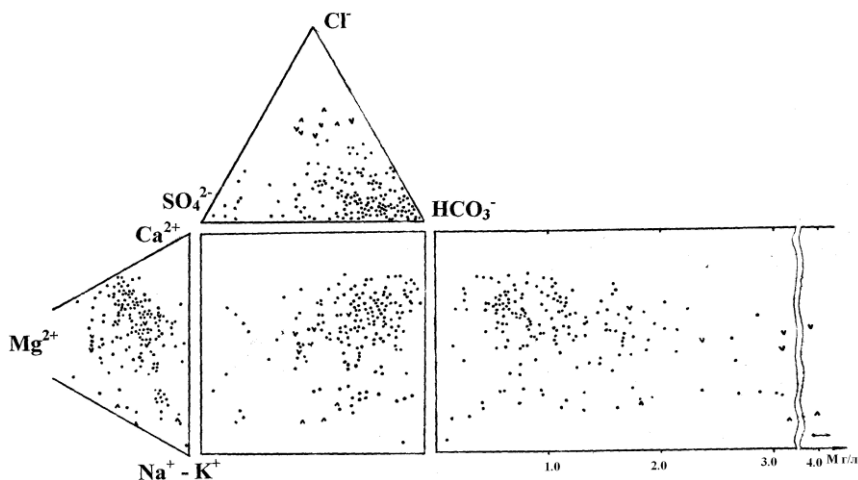 Cl⁻
SO₄²⁻
HCO₃⁻
Ca²⁺
Mg²⁺
Na⁺ - K⁺
1.0
2.0
3.0
4.0
М г/л